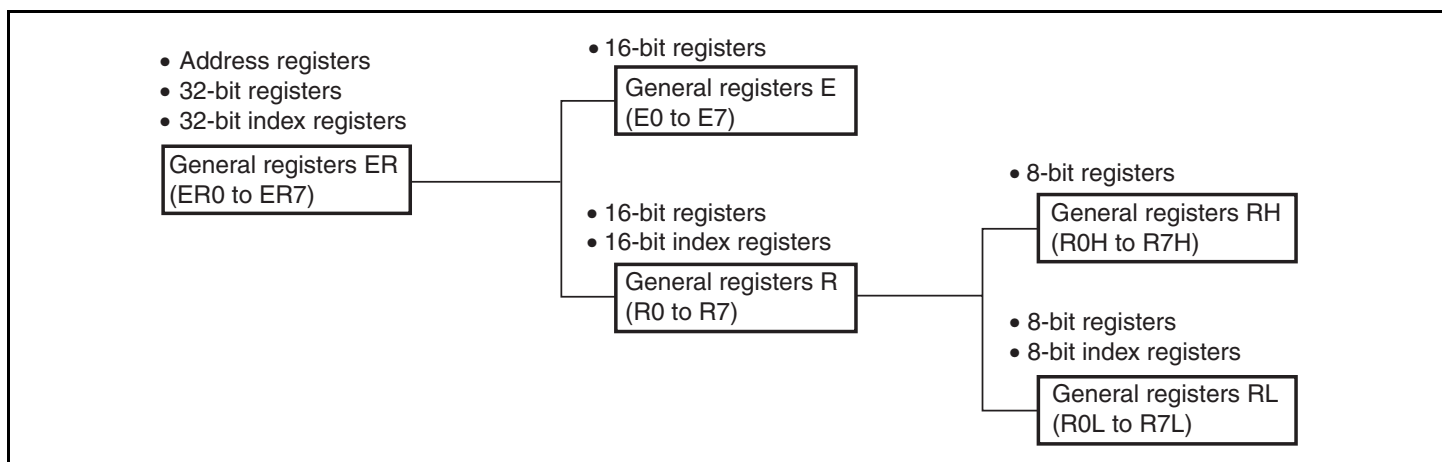 • Address registers
• 32-bit registers
• 32-bit index registers
General registers ER
(ER0 to ER7)
• 16-bit registers
General registers E
(E0 to E7)
• 16-bit registers
• 16-bit index registers
General registers R
(R0 to R7)
• 8-bit registers
General registers RH
(R0H to R7H)
• 8-bit registers
• 8-bit index registers
General registers RL
(R0L to R7L)